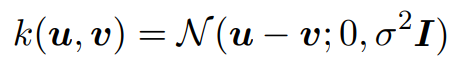 k(u, v) = 𝒩(u − v; 0, σ²I)